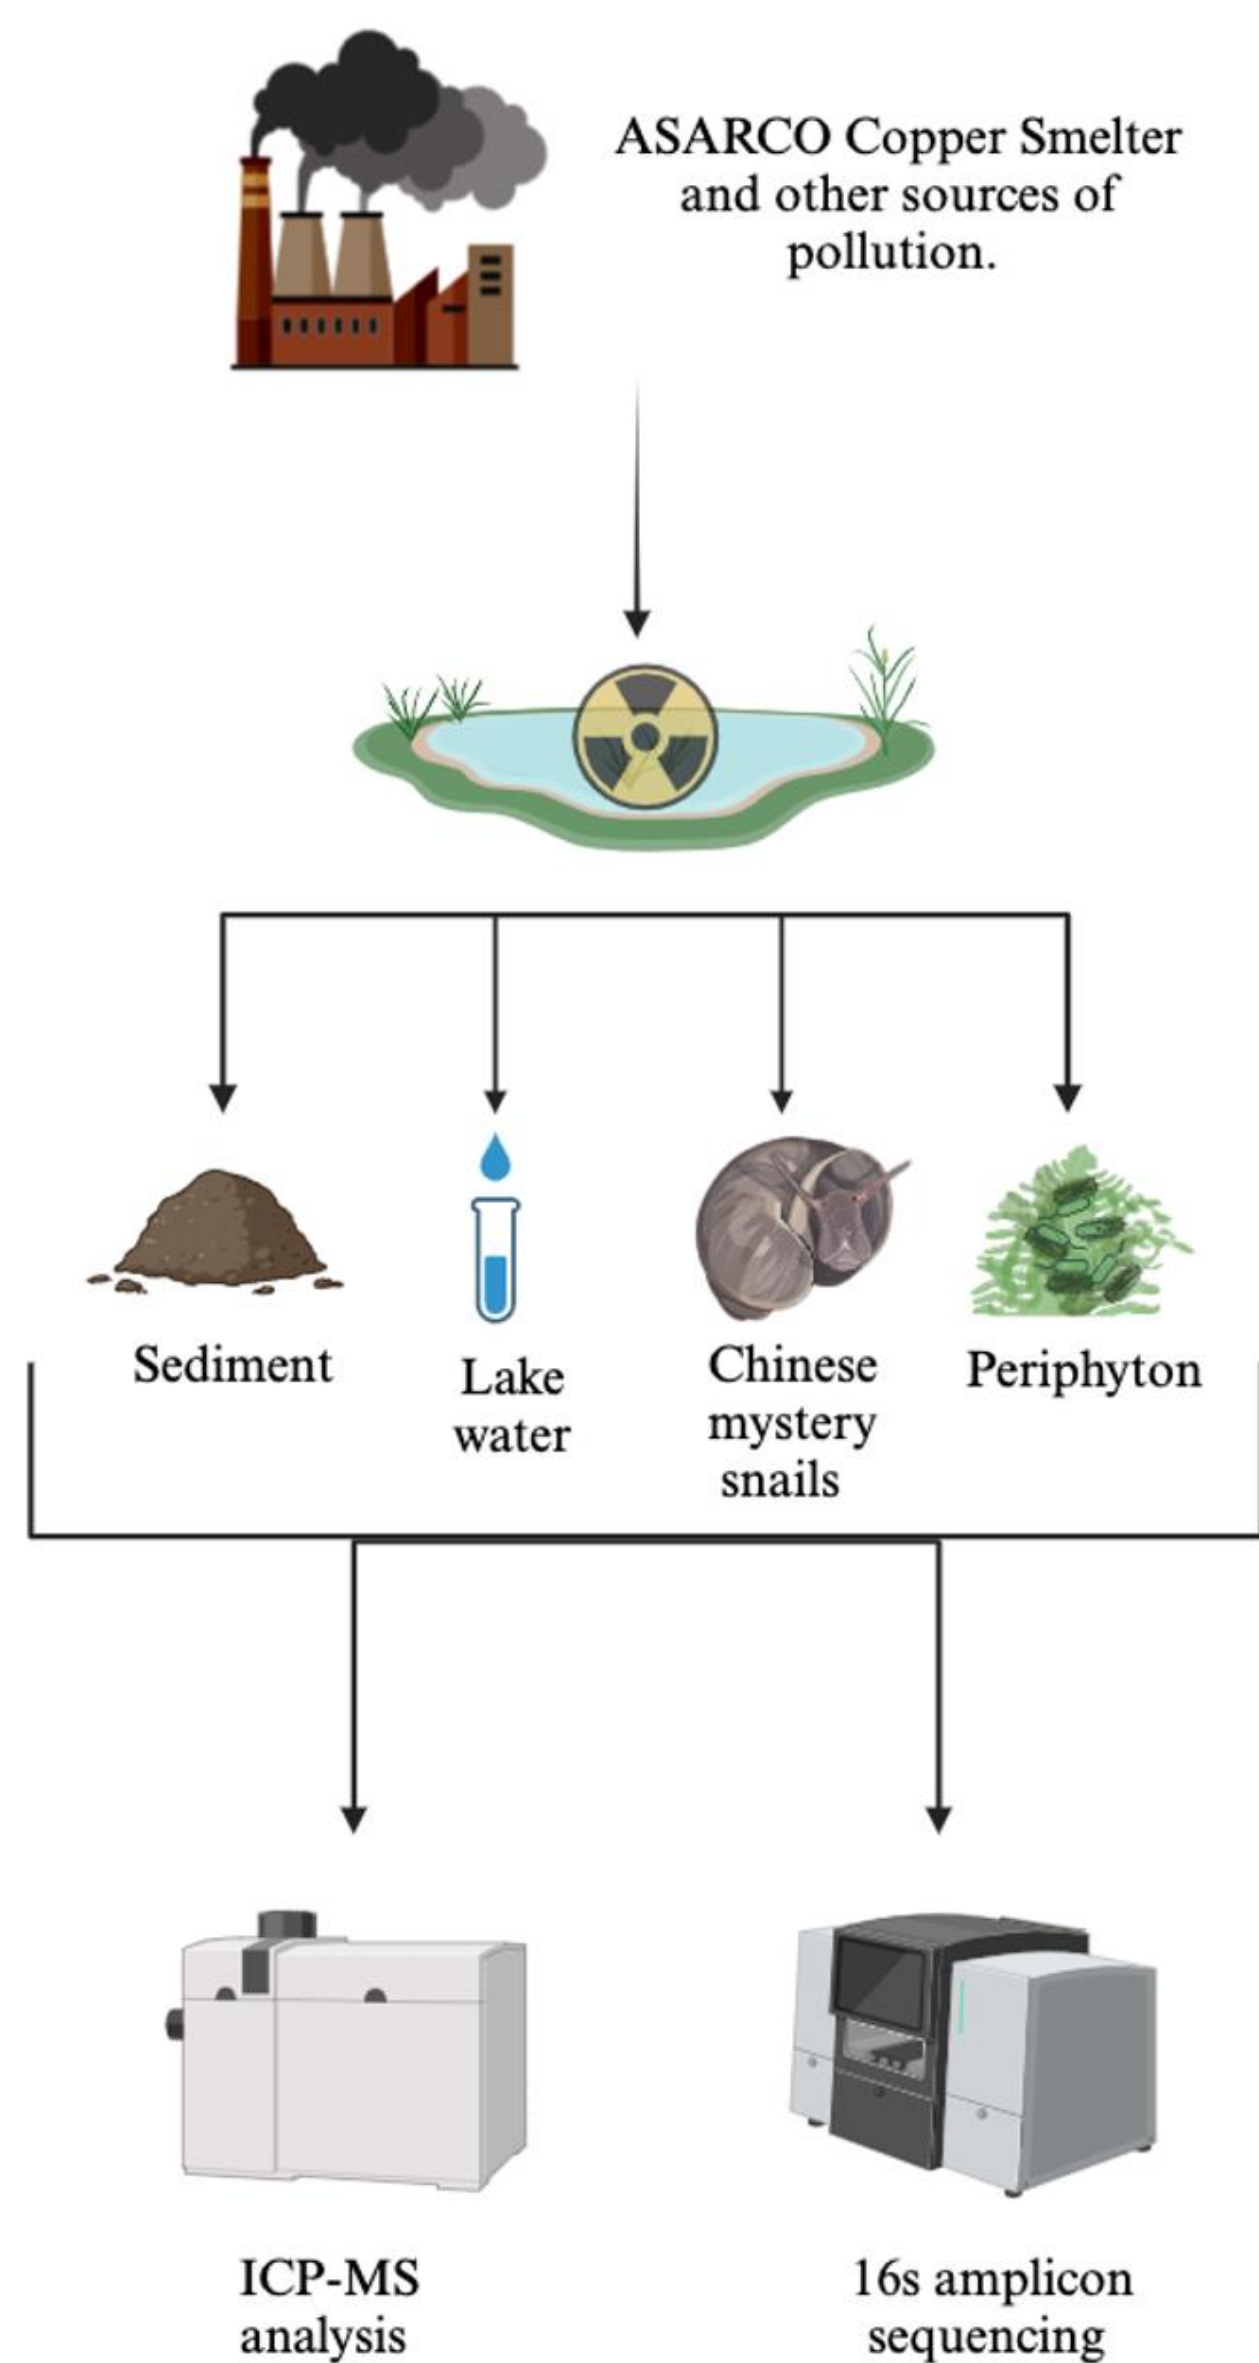 ASARCO Copper Smelter
and other sources of
pollution.
Sediment
Lake
water
Chinese
mystery
snails
Periphyton
ICP-MS
analysis
16s amplicon
sequencing